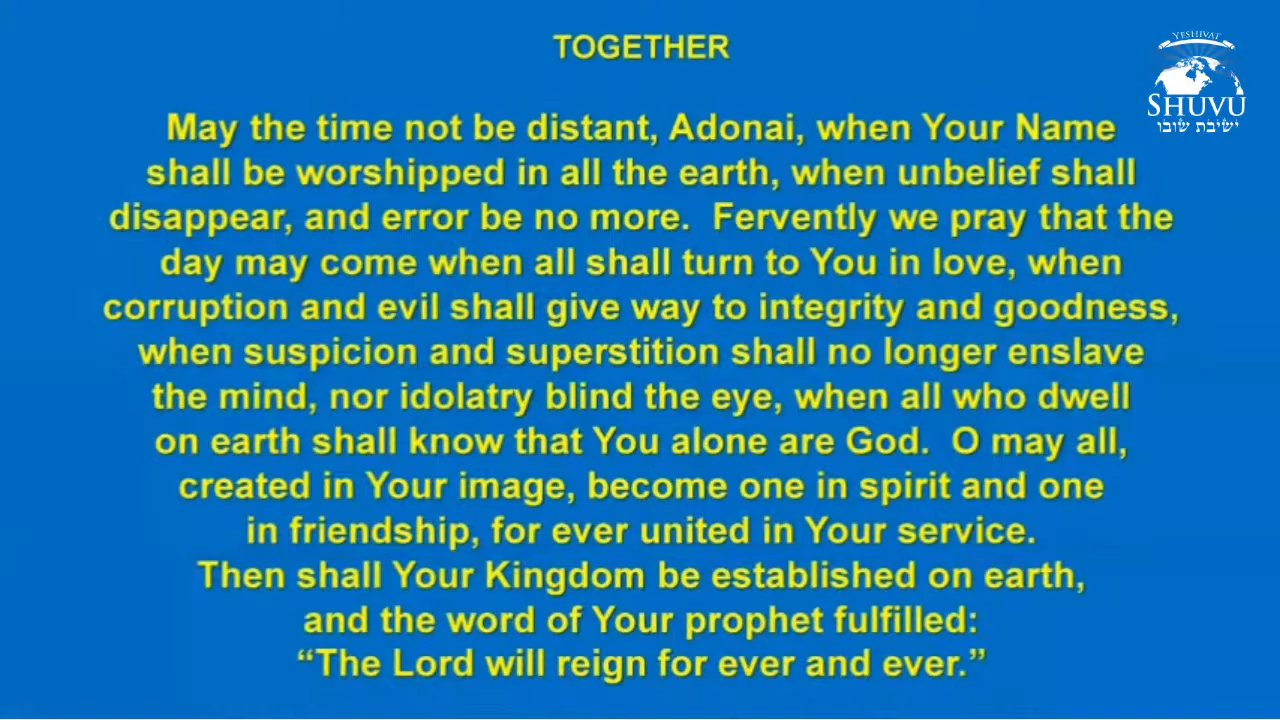 TOGETHER
YESHIVAT
SHUVU
ישיבת שובו
May the time not be distant, Adonai, when Your Name
shall be worshipped in all the earth, when unbelief shall
disappear, and error be no more.  Fervently we pray that the
day may come when all shall turn to You in love, when
corruption and evil shall give way to integrity and goodness,
when suspicion and superstition shall no longer enslave
the mind, nor idolatry blind the eye, when all who dwell
on earth shall know that You alone are God.  O may all,
created in Your image, become one in spirit and one
in friendship, for ever united in Your service.
Then shall Your Kingdom be established on earth,
and the word of Your prophet fulfilled:
“The Lord will reign for ever and ever.”